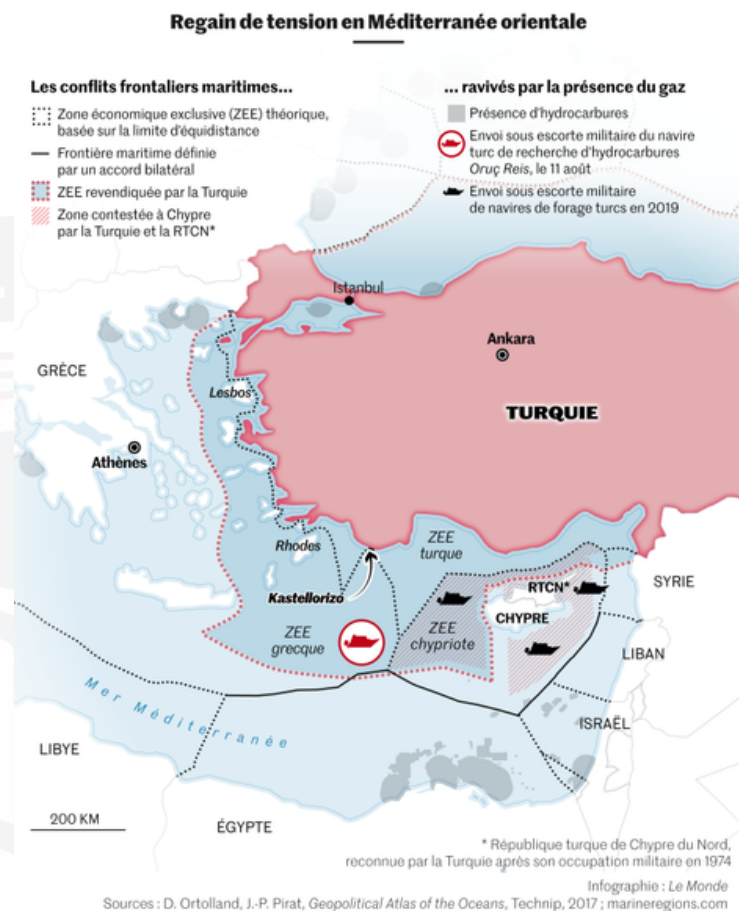 Regain de tension en Méditerranée orientale
Les conflits frontaliers maritimes...
Zone économique exclusive (ZEE) théorique,
basée sur la limite d'équidistance
Frontière maritime définie
par un accord bilatéral
ZEE revendiquée par la Turquie
Zone contestée à Chypre
par la Turquie et la RTCN*
... ravivés par la présence du gaz
Présence d'hydrocarbures
Envoi sous escorte militaire du navire
turc de recherche d'hydrocarbures
Oruç Reis, le 11 août
Envoi sous escorte militaire
de navires de forage turcs en 2019
Istanbul
Ankara
GRÈCE
Lesbos
TURQUIE
Athènes
Rhodes
ZEE
turque
Kastellorizo
RTCN*
SYRIE
CHYPRE
ZEE
grecque
ZEE
chypriote
LIBAN
Mer Méditerranée
ISRAËL
LIBYE
200 KM
ÉGYPTE
* République turque de Chypre du Nord,
reconnue par la Turquie après son occupation militaire en 1974
Infographie : Le Monde
Sources : D. Ortolland, J.-P. Pirat, Geopolitical Atlas of the Oceans, Technip, 2017 ; marineregions.com